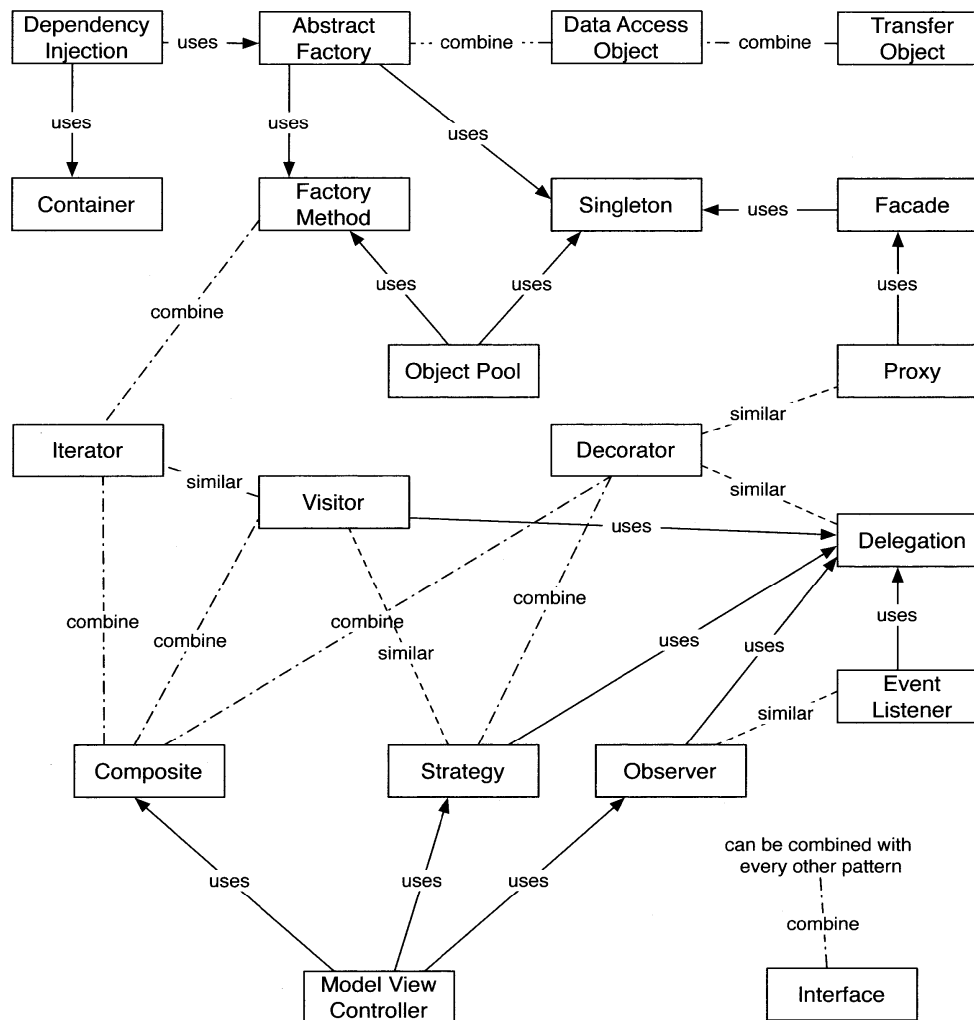 Dependency
Injection
uses
Abstract
Factory
combine
Data Access
Object
combine
Transfer
Object
uses
uses
uses
Container
Factory
Method
Singleton
uses
Facade
combine
uses
uses
uses
Object Pool
Proxy
similar
Iterator
similar
Visitor
Decorator
similar
uses
Delegation
combine
combine
combine
similar
combine
uses
uses
uses
similar
Event
Listener
Composite
Strategy
Observer
uses
uses
uses
can be combined with
every other pattern
combine
Model View
Controller
Interface